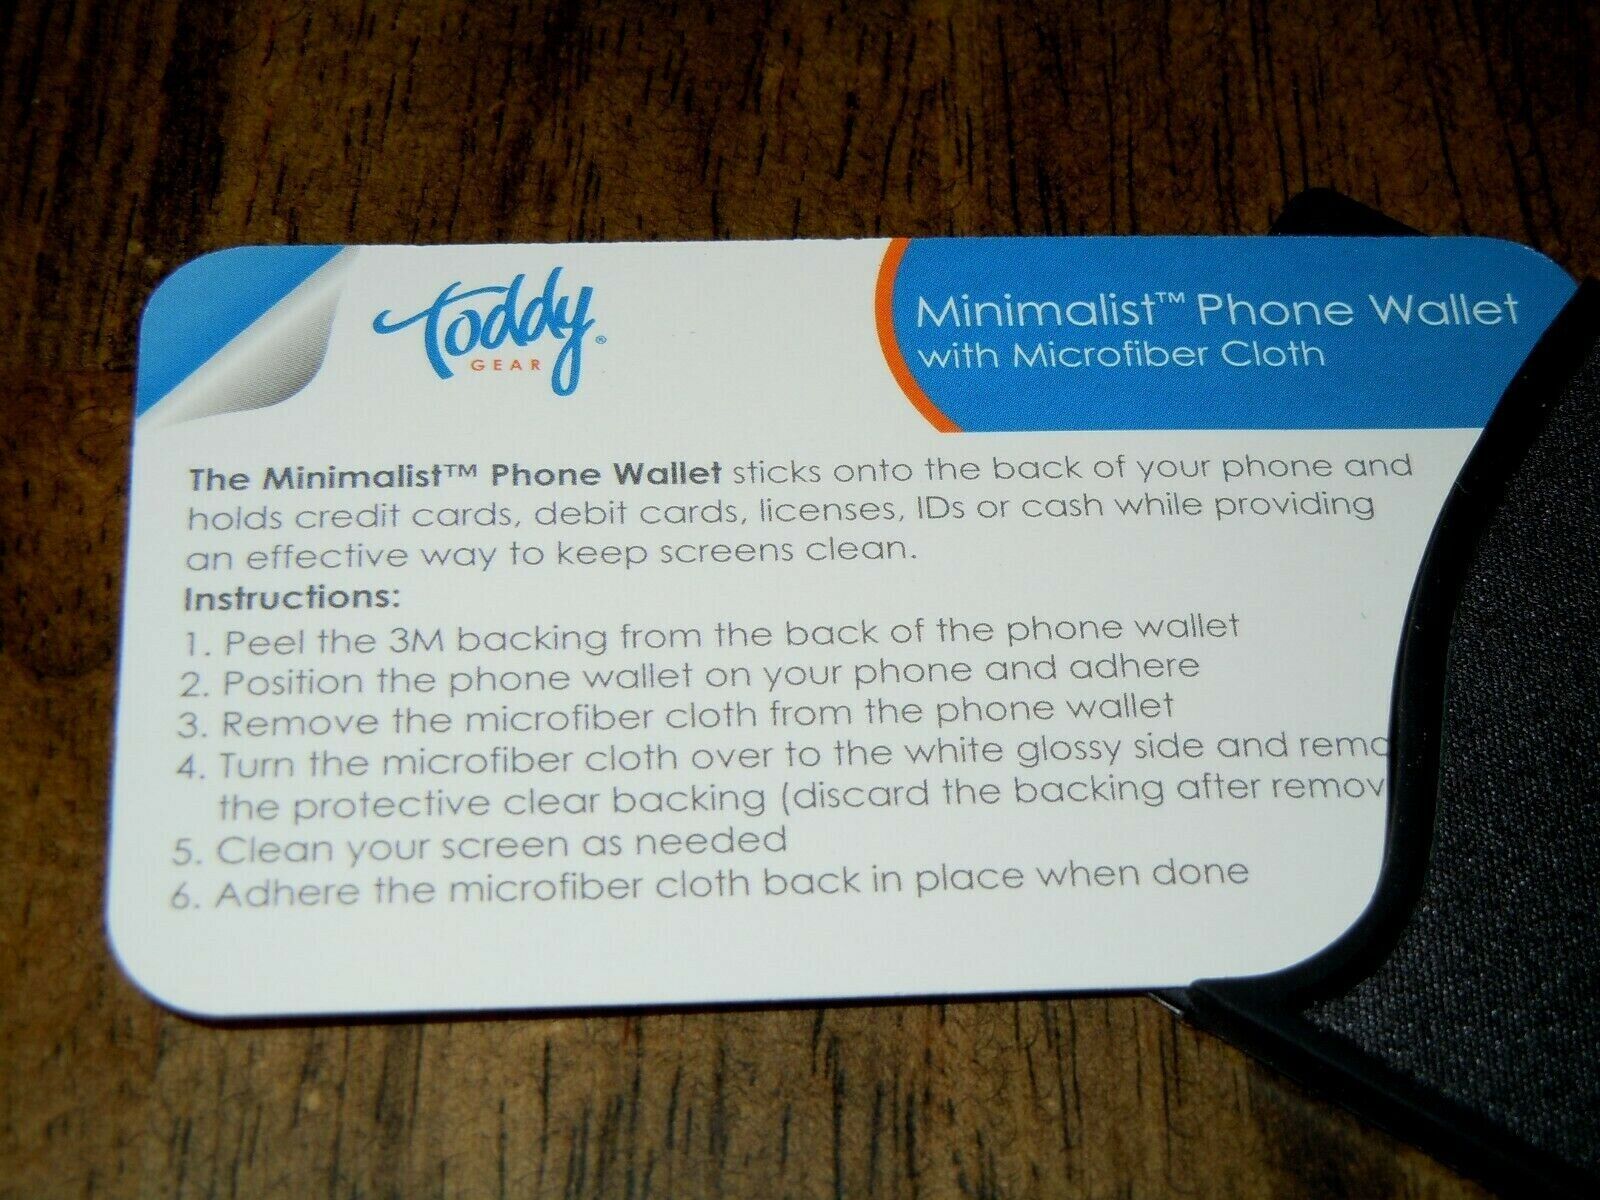 Toddy®
GEAR
Minimalist™ Phone Wallet
with Microfiber Cloth
The Minimalist™ Phone Wallet sticks onto the back of your phone and
holds credit cards, debit cards, licenses, IDs or cash while providing
an effective way to keep screens clean.
Instructions:
1. Peel the 3M backing from the back of the phone wallet
2. Position the phone wallet on your phone and adhere
3. Remove the microfiber cloth from the phone wallet
4. Turn the microfiber cloth over to the white glossy side and remo
the protective clear backing (discard the backing after remov
5. Clean your screen as needed
6. Adhere the microfiber cloth back in place when done